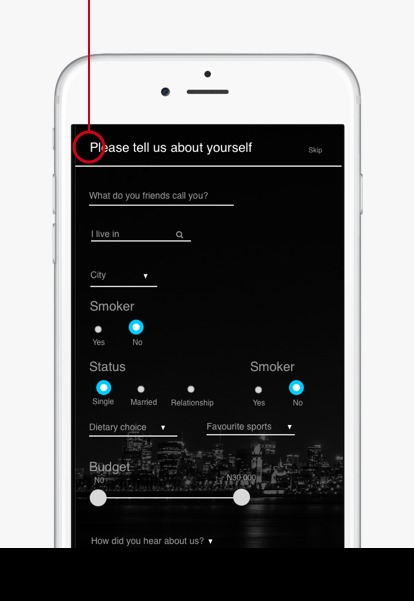 Please tell us about yourself
Skip
What do you friends call you?
I live in
City
Smoker
Yes No
Status Smoker
Single Married Relationship Yes No
Dietary choice Favourite sports
Budget
N0 N30 000
How did you hear about us?